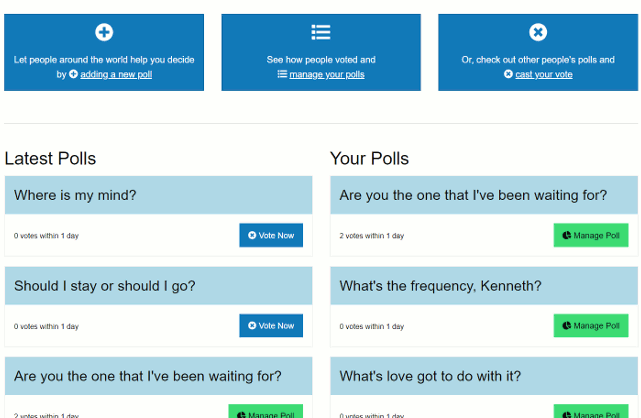 Let people around the world help you decide
by adding a new poll
See how people voted and
manage your polls
Or, check out other people's polls and
cast your vote
Latest Polls
Where is my mind?
0 votes within 1 day
Vote Now
Should I stay or should I go?
0 votes within 1 day
Vote Now
Are you the one that I've been waiting for?
2 votes within 1 day
Manage Poll
Your Polls
Are you the one that I've been waiting for?
2 votes within 1 day
Manage Poll
What's the frequency, Kenneth?
0 votes within 1 day
Manage Poll
What's love got to do with it?
0 votes within 1 day
Manage Poll